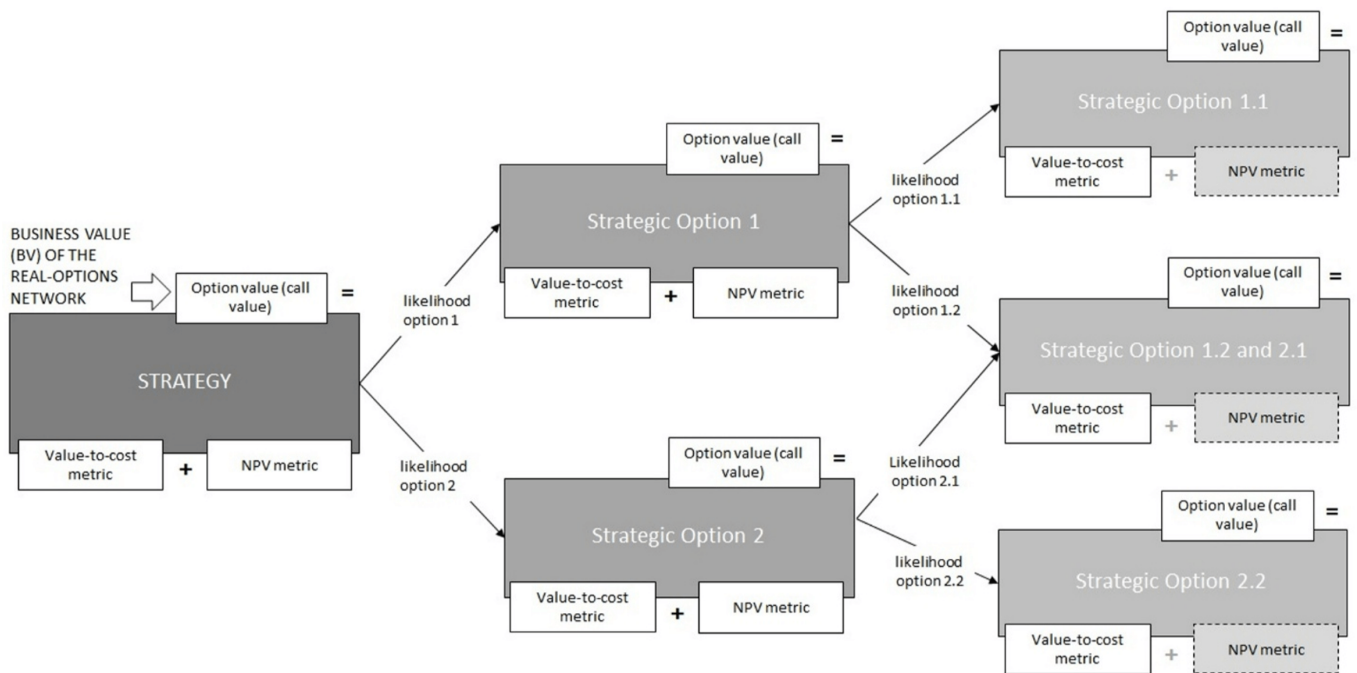 BUSINESS VALUE
(BV) OF THE
REAL-OPTIONS
NETWORK
Option value (call
value)
=
STRATEGY
Value-to-cost
metric
+
NPV metric
likelihood
option 1
likelihood
option 2
Option value (call
value)
=
Strategic Option 1
Value-to-cost
metric
+
NPV metric
Option value (call
value)
=
Strategic Option 2
Value-to-cost
metric
+
NPV metric
likelihood
option 1.1
likelihood
option 1.2
Likelihood
option 2.1
likelihood
option 2.2
Option value (call
value)
=
Strategic Option 1.1
Value-to-cost
metric
+
NPV metric
Option value (call
value)
=
Strategic Option 1.2 and 2.1
Value-to-cost
metric
+
NPV metric
Option value (call
value)
=
Strategic Option 2.2
Value-to-cost
metric
+
NPV metric